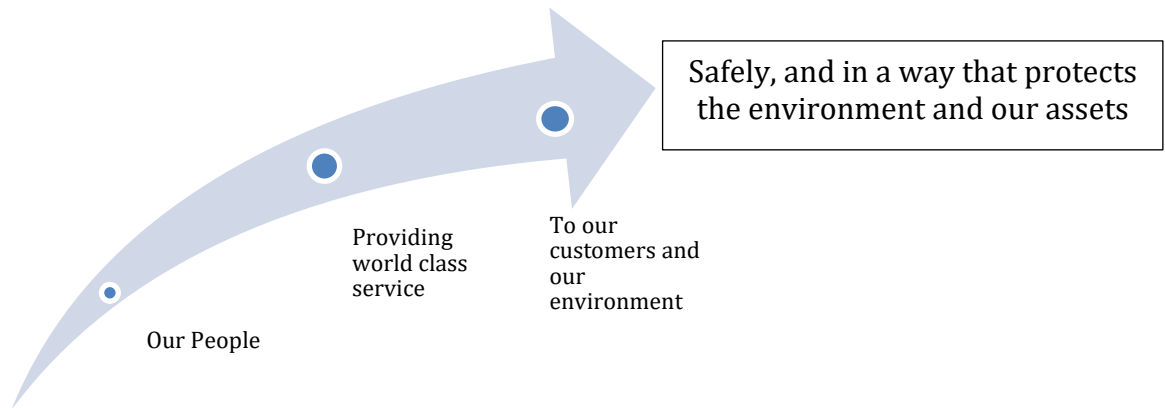 Our People
Providing
world class
service
To our
customers and
our
environment
Safely, and in a way that protects
the environment and our assets